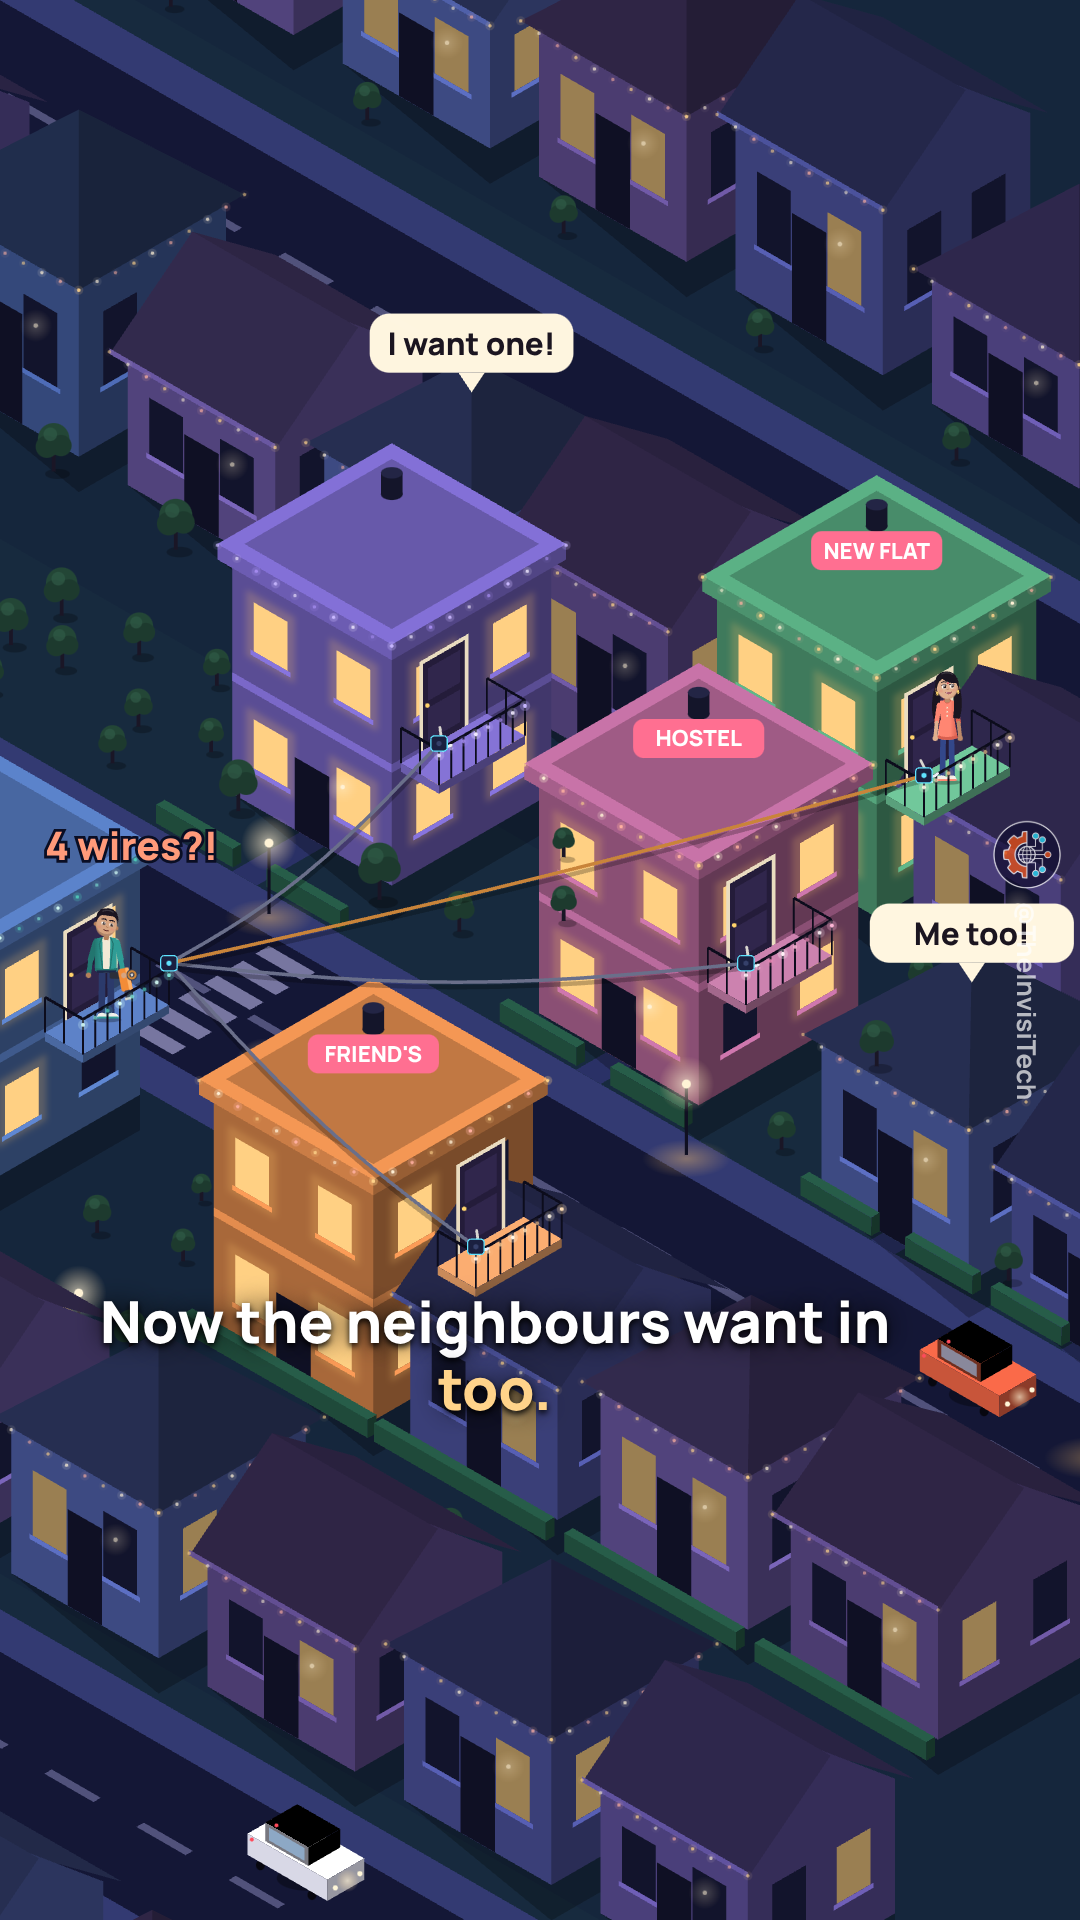 I want one!
NEW FLAT
HOSTEL
4 wires?!
Me too!
FRIEND'S
Now the neighbours want in
too.